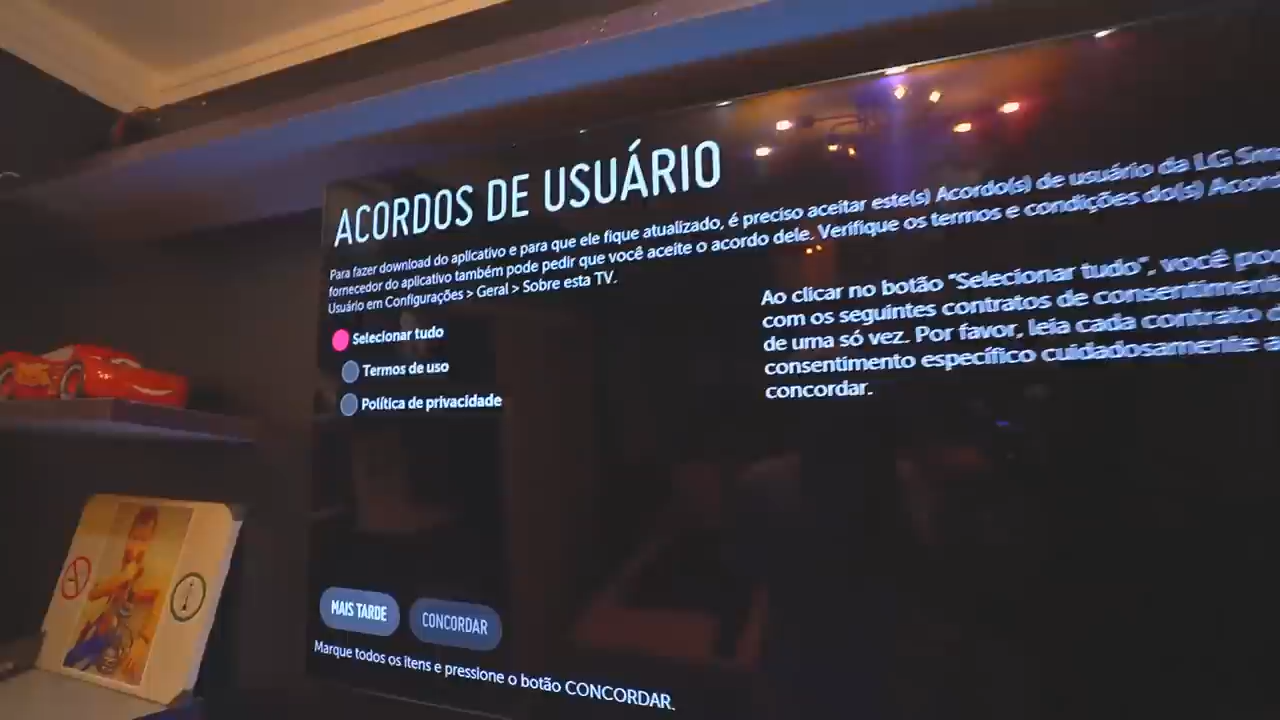 ACORDOS DE USUÁRIO
Para fazer download do aplicativo e para que ele fique atualizado, é preciso aceitar este(s) Acordo(s) de usuário da LG
fornecedor do aplicativo também pode pedir que você aceite o acordo dele. Verifique os termos e condições do(s)
Usuário em Configurações > Geral > Sobre esta TV.
Selecionar tudo
Termos de uso
Política de privacidade
Ao clicar no botão "Selecionar tudo", você
com os seguintes contratos de
de uma só vez. Por favor, leia cada contrato
consentimento específico cuidadosamente
concordar.
MAIS TARDE
CONCORDAR
Marque todos os itens e pressione o botão CONCORDAR.